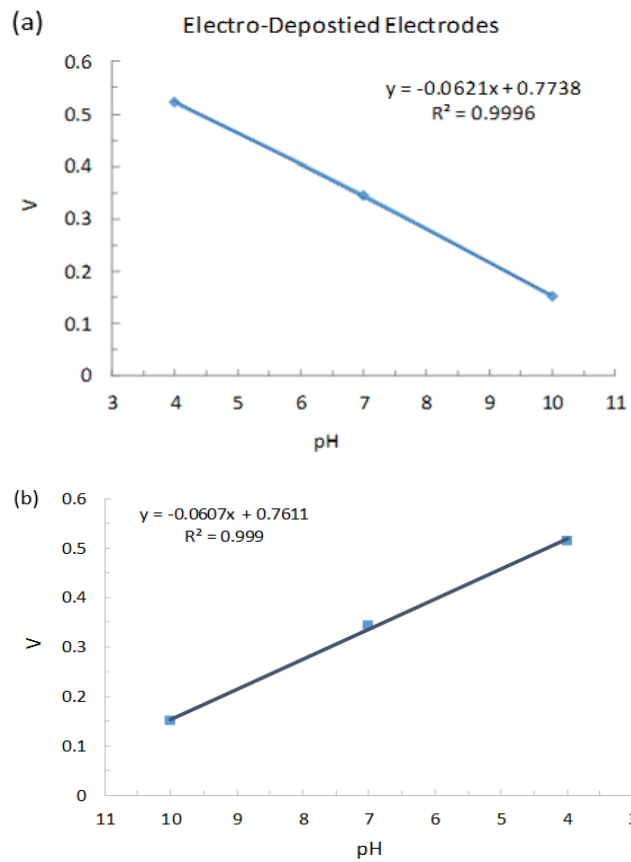 (a) Electro-Depostied Electrodes
y = -0.0621x + 0.7738
R² = 0.9996
0.6
0.5
0.4
0.3
0.2
0.1
0
V
3 4 5 6 7 8 9 10 11
pH
(b)
y = -0.0607x + 0.7611
R² = 0.999
0.6
0.5
0.4
0.3
0.2
0.1
0
V
11 10 9 8 7 6 5 4 3
pH